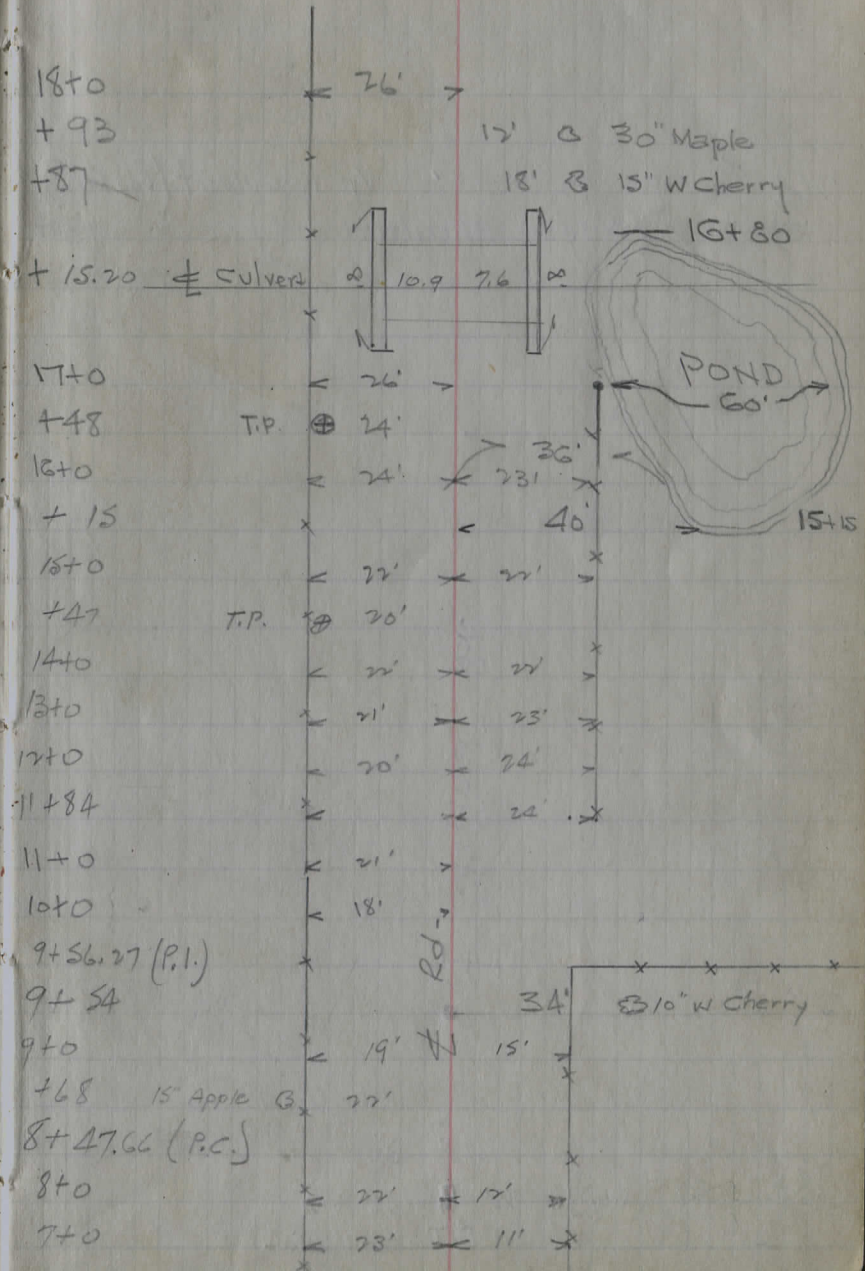 18+0 26'
+93 12' 30" Maple
+87 18' 15" W Cherry
16+80
+15.20 ℄ Culvert 8 10.9 7.6 8
17+0 26' POND
60'
+48 T.P. 24'
36'
16+0 24' 23'
+15 40' 15+15
15+0 22' 22'
+47 T.P. 20'
14+0 22' 22'
13+0 21' 23'
12+0 20' 24'
11+84 24'
11+0 21'
10+0 18'
9+56.27 (P.I.)
9+54 34' 10" W Cherry
℄ Rd
9+0 19' 15'
+68 15" Apple 22'
8+47.66 (P.C.)
8+0 22' 12'
7+0 23' 11'